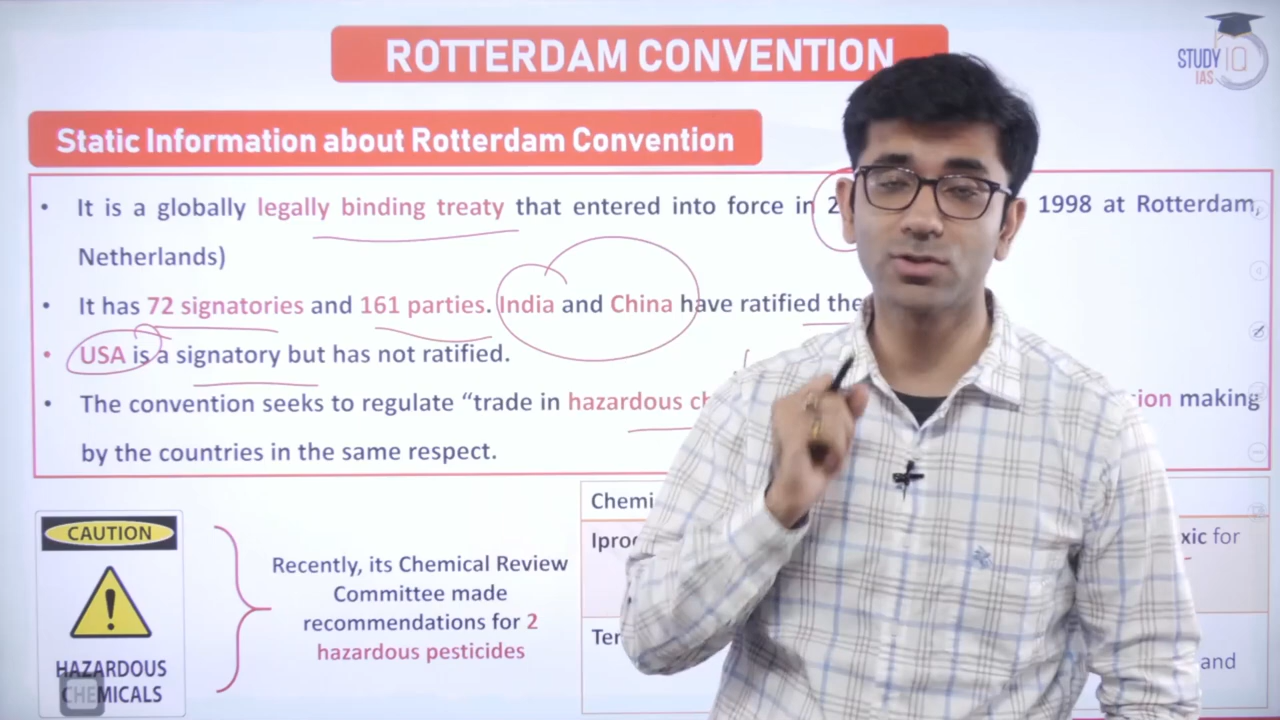 ROTTERDAM CONVENTION
STUDY IQ
IAS
Static Information about Rotterdam Convention
• It is a globally legally binding treaty that entered into force in 2 1998 at Rotterdam,
Netherlands)
• It has 72 signatories and 161 parties. India and China have ratified the
• USA is a signatory but has not ratified.
• The convention seeks to regulate “trade in hazardous ch making
by the countries in the same respect.
CAUTION
HAZARDOUS
CHEMICALS
Recently, its Chemical Review
Committee made
recommendations for 2
hazardous pesticides
Chemi
Iproc
xic for
Ter
and